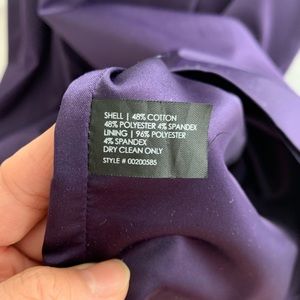 SHELL | 48% COTTON
48% POLYESTER 4% SPANDEX
LINING | 96% POLYESTER
4% SPANDEX
DRY CLEAN ONLY
STYLE # 00200585